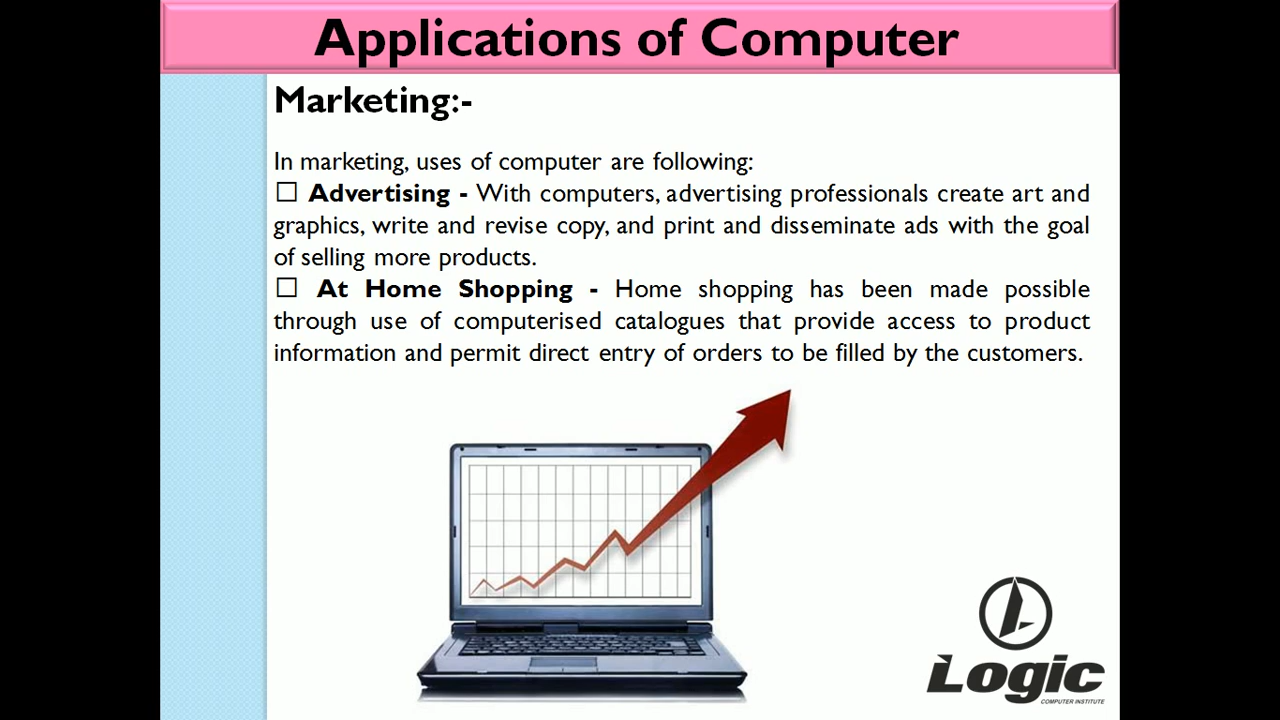 Applications of Computer
Marketing:-
In marketing, uses of computer are following:
☐ Advertising - With computers, advertising professionals create art and
graphics, write and revise copy, and print and disseminate ads with the goal
of selling more products.
☐ At Home Shopping - Home shopping has been made possible
through use of computerised catalogues that provide access to product
information and permit direct entry of orders to be filled by the customers.
Logic
COMPUTER INSTITUTE